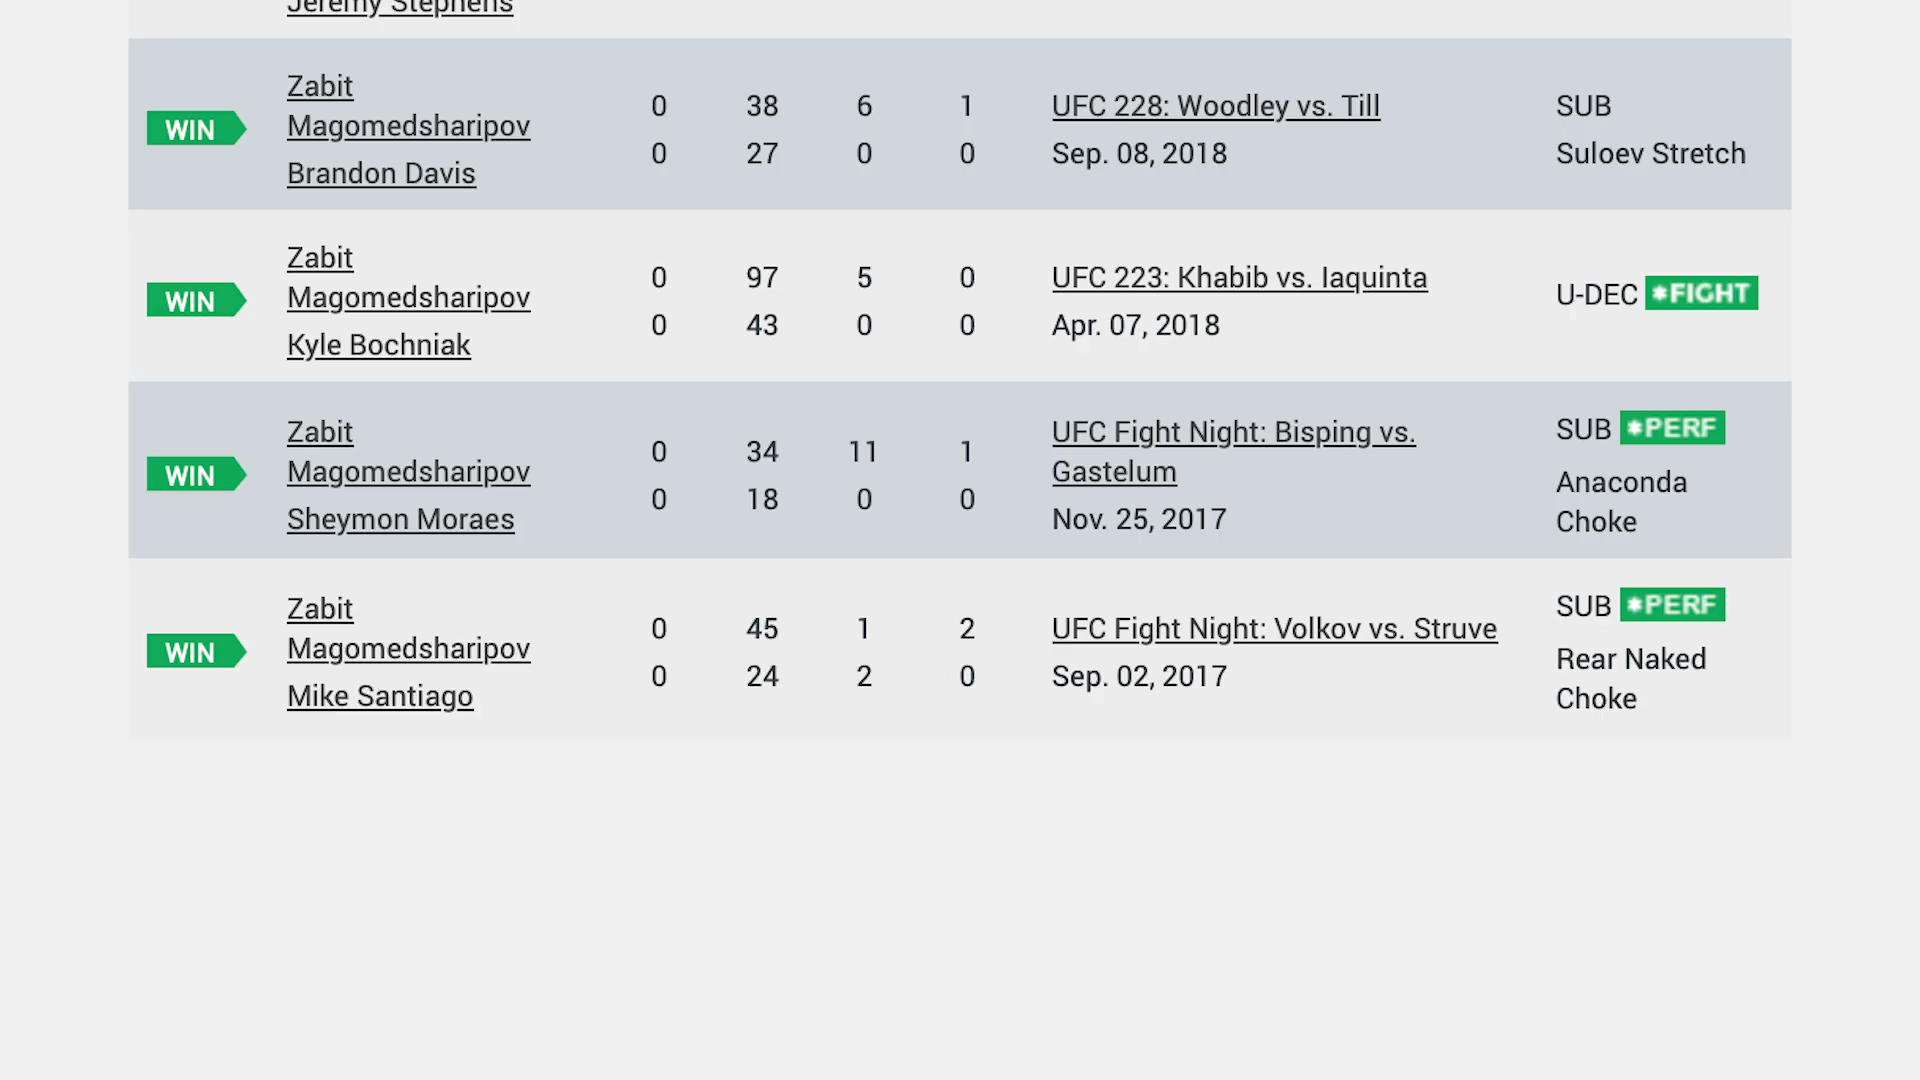 Jeremy Stephens
WIN
Zabit
Magomedsharipov
Brandon Davis
0 38 6 1
0 27 0 0
UFC 228: Woodley vs. Till
Sep. 08, 2018
SUB
Suloev Stretch
WIN
Zabit
Magomedsharipov
Kyle Bochniak
0 97 5 0
0 43 0 0
UFC 223: Khabib vs. Iaquinta
Apr. 07, 2018
U-DEC *FIGHT
WIN
Zabit
Magomedsharipov
Sheymon Moraes
0 34 11 1
0 18 0 0
UFC Fight Night: Bisping vs.
Gastelum
Nov. 25, 2017
SUB *PERF
Anaconda
Choke
WIN
Zabit
Magomedsharipov
Mike Santiago
0 45 1 2
0 24 2 0
UFC Fight Night: Volkov vs. Struve
Sep. 02, 2017
SUB *PERF
Rear Naked
Choke